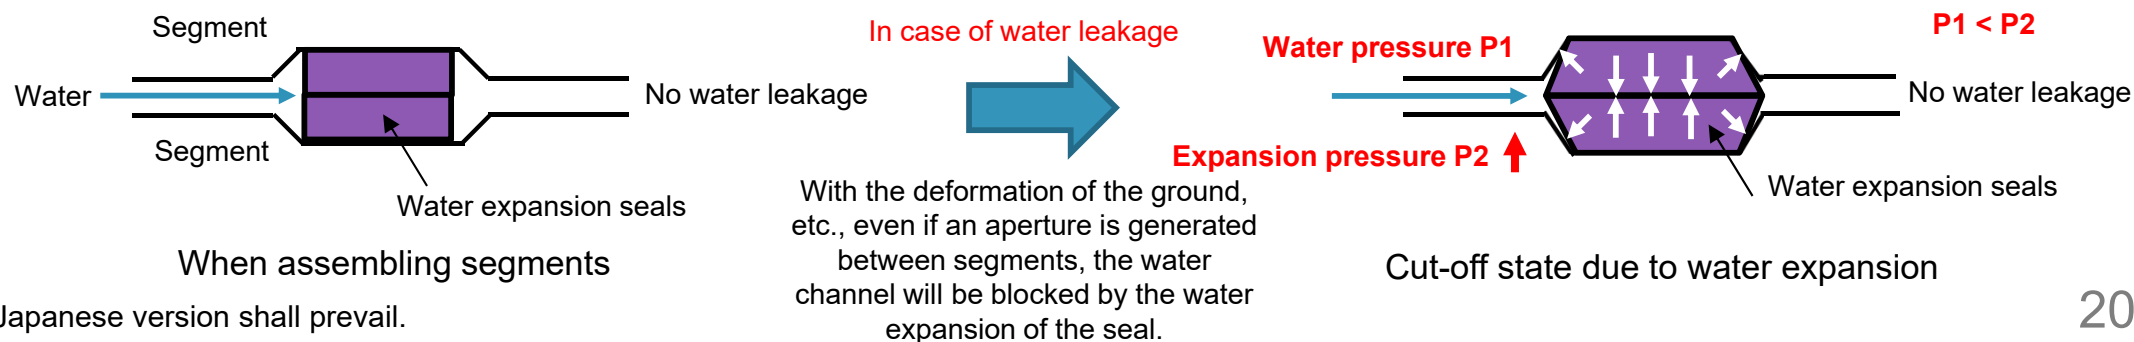 Segment
Water
No water leakage
Segment
Water expansion seals
When assembling segments
In case of water leakage
With the deformation of the ground,
etc., even if an aperture is generated
between segments, the water
channel will be blocked by the water
expansion of the seal.
P1 < P2
Water pressure P1
No water leakage
Expansion pressure P2
Water expansion seals
Cut-off state due to water expansion
Japanese version shall prevail.
20